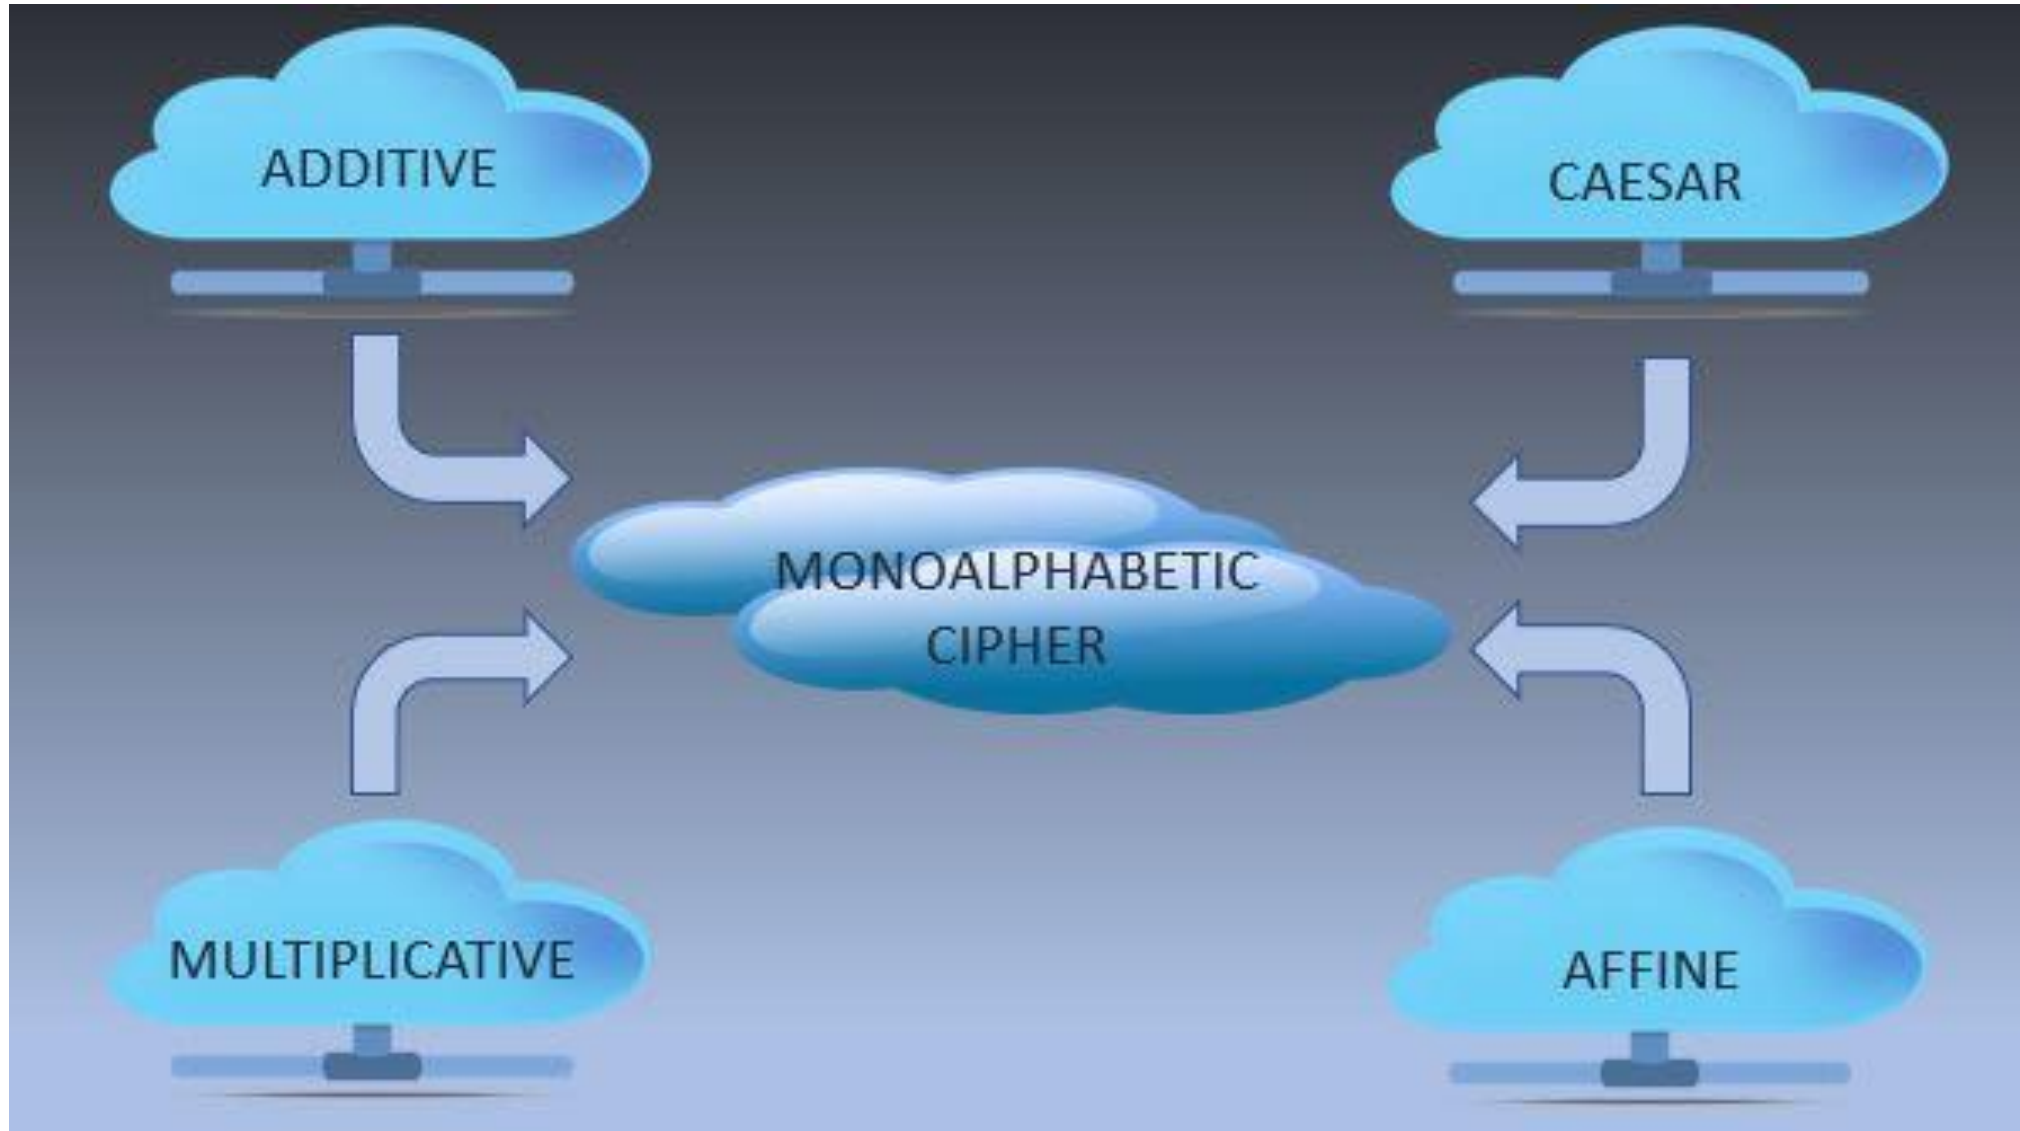 ADDITIVE
CAESAR
MONOALPHABETIC
CIPHER
MULTIPLICATIVE
AFFINE